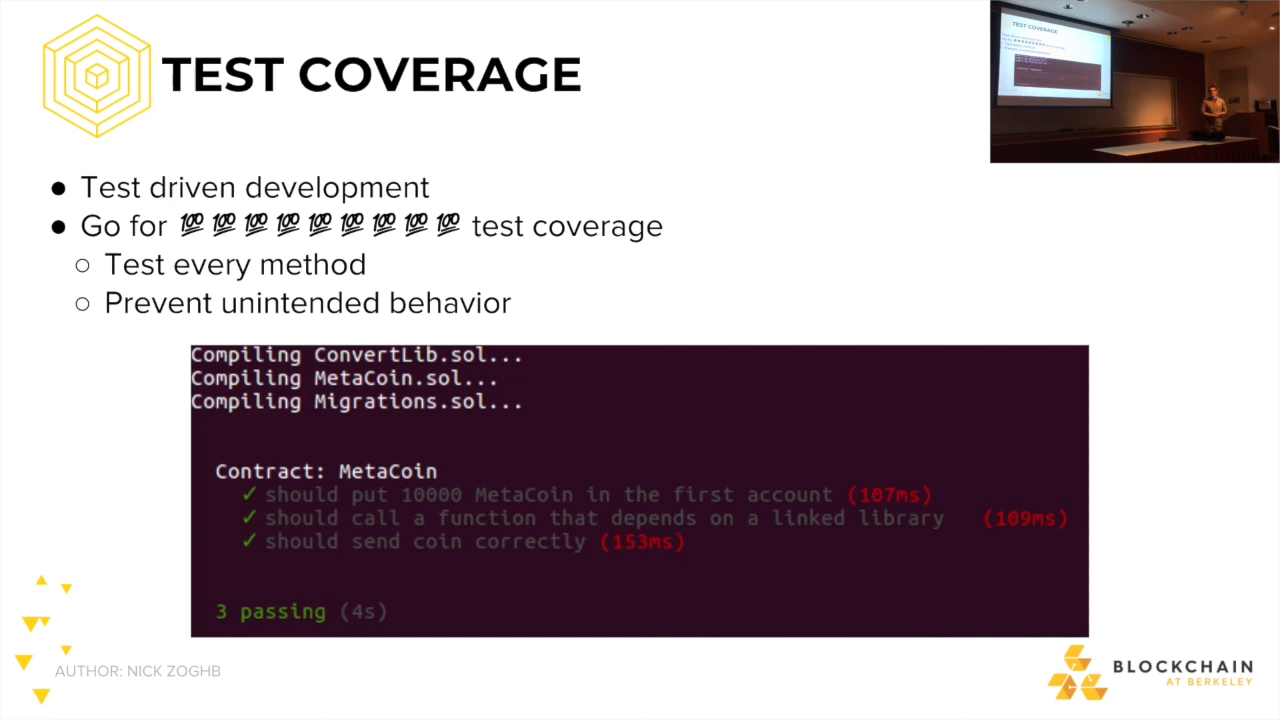 TEST COVERAGE
● Test driven development
● Go for 💯💯💯💯💯💯💯💯💯 test coverage
○ Test every method
○ Prevent unintended behavior
Compiling ConvertLib.sol...
Compiling MetaCoin.sol...
Compiling Migrations.sol...
Contract: MetaCoin
✓ should put 10000 MetaCoin in the first account (107ms)
✓ should call a function that depends on a linked library (109ms)
✓ should send coin correctly (153ms)
3 passing (4s)
AUTHOR: NICK ZOGHB
BLOCKCHAIN
AT BERKELEY
TEST COVERAGE